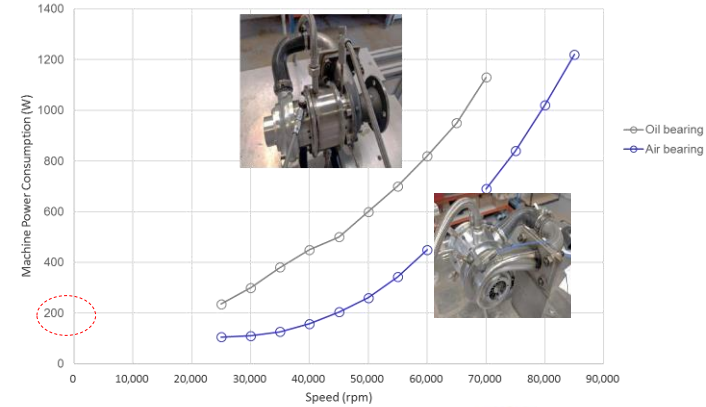 1400
1200
1000
800
600
400
200
0
Machine Power Consumption (W)
0 10,000 20,000 30,000 40,000 50,000 60,000 70,000 80,000 90,000
Speed (rpm)
Oil bearing
Air bearing